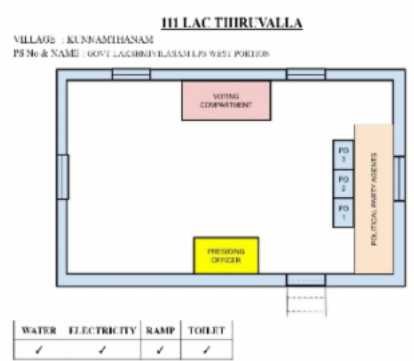 111 LAC THIRUVALLA
VILLAGE : KUNNAMTHANAM
PS No & NAME : GOVT LAKSHMIVILASAM LPS WEST PORTION
VOTING
COMPARTMENT
PO
3
PO
2
PO
1
POLITICAL PARTY AGENTS
PRESIDING
OFFICER
WATER ELECTRICITY RAMP TOILET
✓ ✓ ✓ ✓